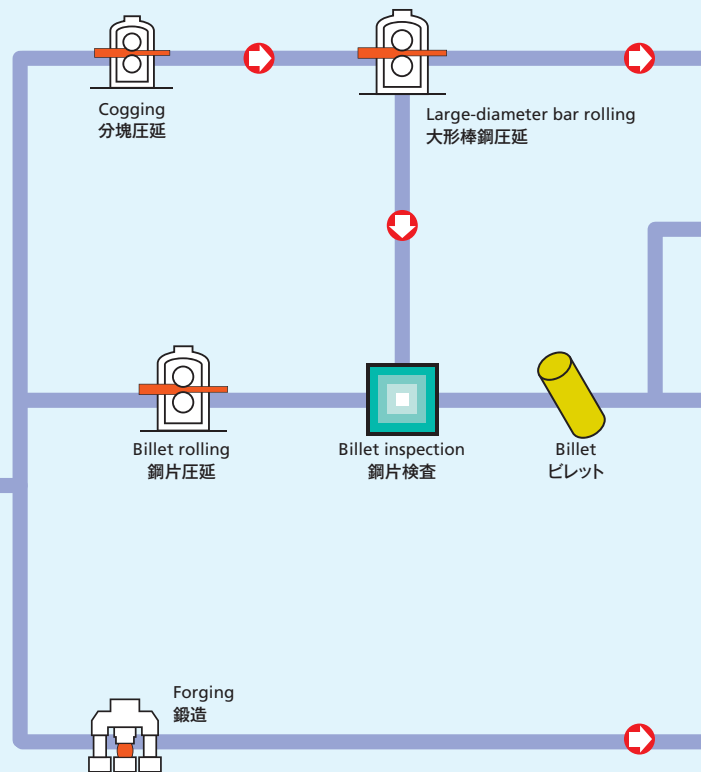 Cogging
分塊圧延
Large-diameter bar rolling
大形棒鋼圧延
Billet rolling
鋼片圧延
Billet inspection
鋼片検査
Billet
ビレット
Forging
鍛造